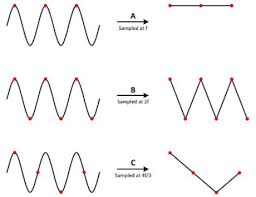 A
Sampled at f
B
Sampled at 2f
C
Sampled at 4f/3